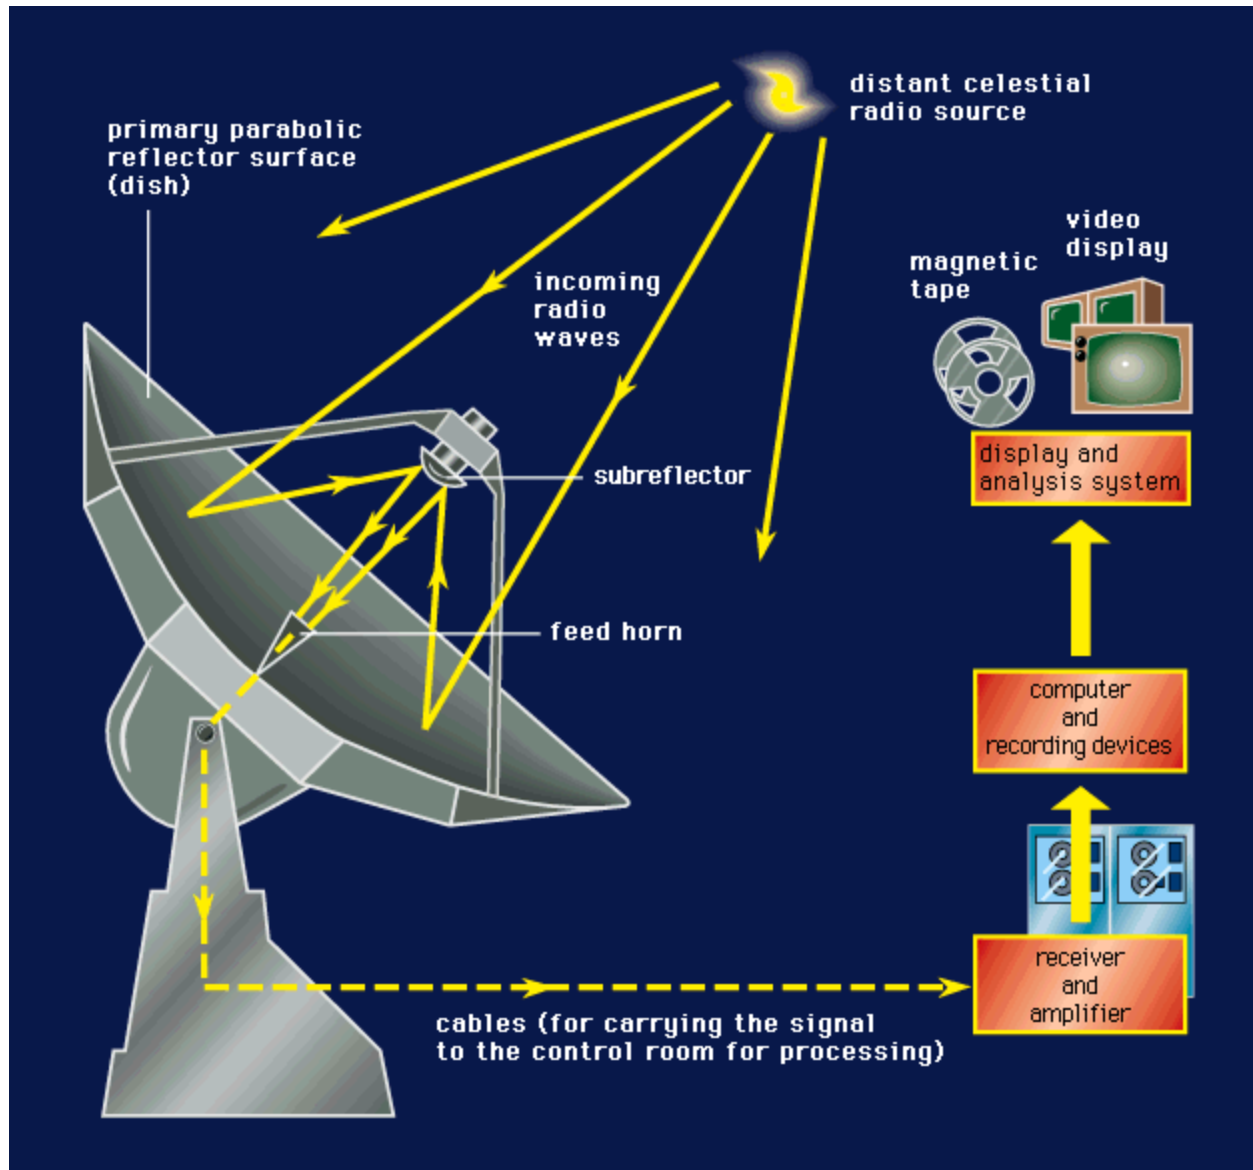 distant celestial
radio source
primary parabolic
reflector surface
(dish)
video
display
magnetic
tape
incoming
radio
waves
subreflector
display and
analysis system
feed horn
computer
and
recording devices
receiver
and
amplifier
cables (for carrying the signal
to the control room for processing)